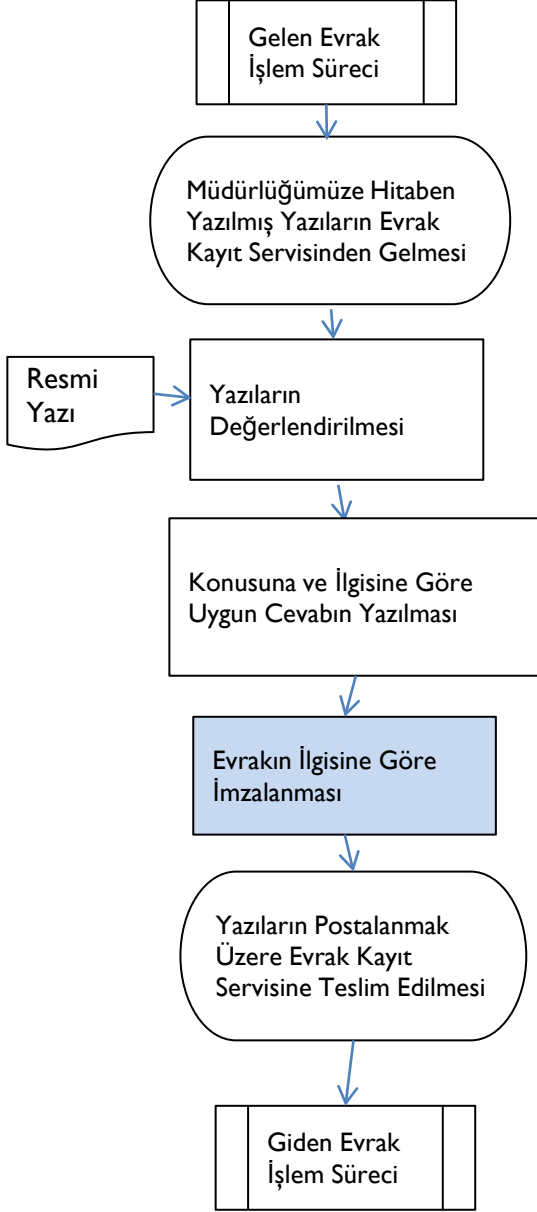 Gelen Evrak
İşlem Süreci
Müdürlüğümüze Hitaben
Yazılmış Yazıların Evrak
Kayıt Servisinden Gelmesi
Resmi
Yazı
Yazıların
Değerlendirilmesi
Konusuna ve İlgisine Göre
Uygun Cevabın Yazılması
Evrakın İlgisine Göre
İmzalanması
Yazıların Postalanmak
Üzere Evrak Kayıt
Servisine Teslim Edilmesi
Giden Evrak
İşlem Süreci